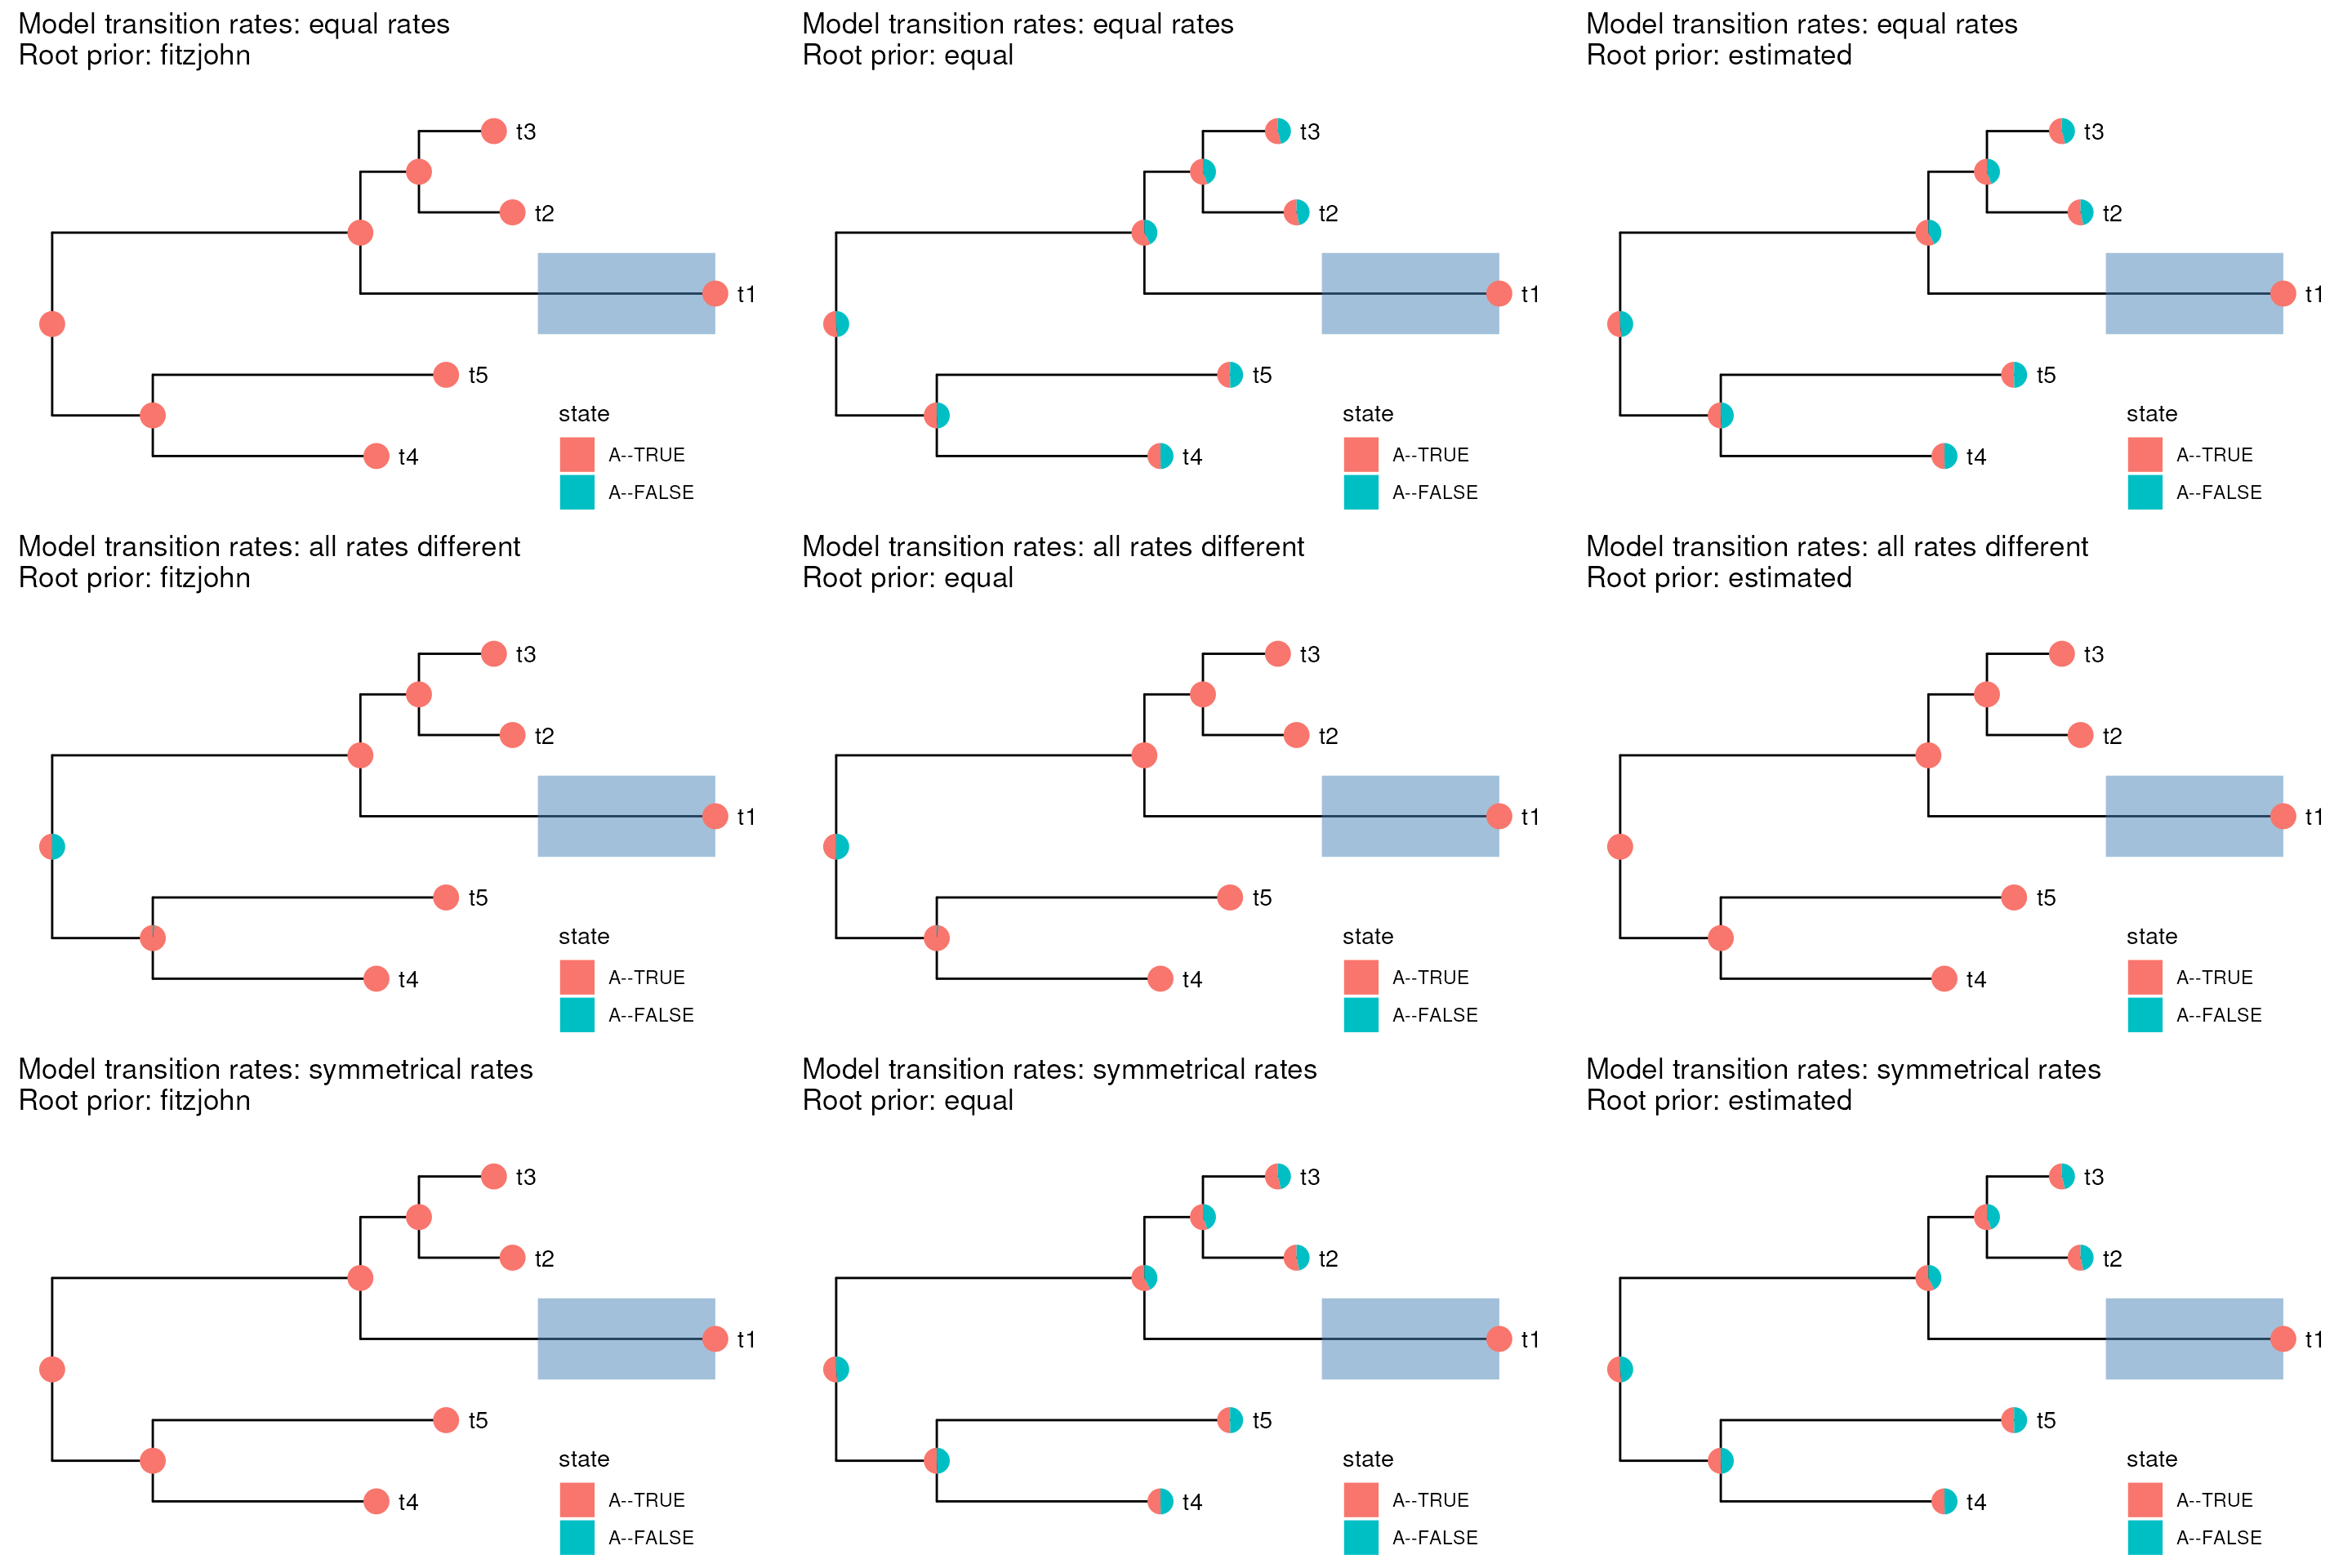 Model transition rates: equal rates
Root prior: fitzjohn
t3
t2
t1
t5
state
t4
A--TRUE
A--FALSE
Model transition rates: equal rates
Root prior: equal
t3
t2
t1
t5
state
t4
A--TRUE
A--FALSE
Model transition rates: equal rates
Root prior: estimated
t3
t2
t1
t5
state
t4
A--TRUE
A--FALSE
Model transition rates: all rates different
Root prior: fitzjohn
t3
t2
t1
t5
state
t4
A--TRUE
A--FALSE
Model transition rates: all rates different
Root prior: equal
t3
t2
t1
t5
state
t4
A--TRUE
A--FALSE
Model transition rates: all rates different
Root prior: estimated
t3
t2
t1
t5
state
t4
A--TRUE
A--FALSE
Model transition rates: symmetrical rates
Root prior: fitzjohn
t3
t2
t1
t5
state
t4
A--TRUE
A--FALSE
Model transition rates: symmetrical rates
Root prior: equal
t3
t2
t1
t5
state
t4
A--TRUE
A--FALSE
Model transition rates: symmetrical rates
Root prior: estimated
t3
t2
t1
t5
state
t4
A--TRUE
A--FALSE